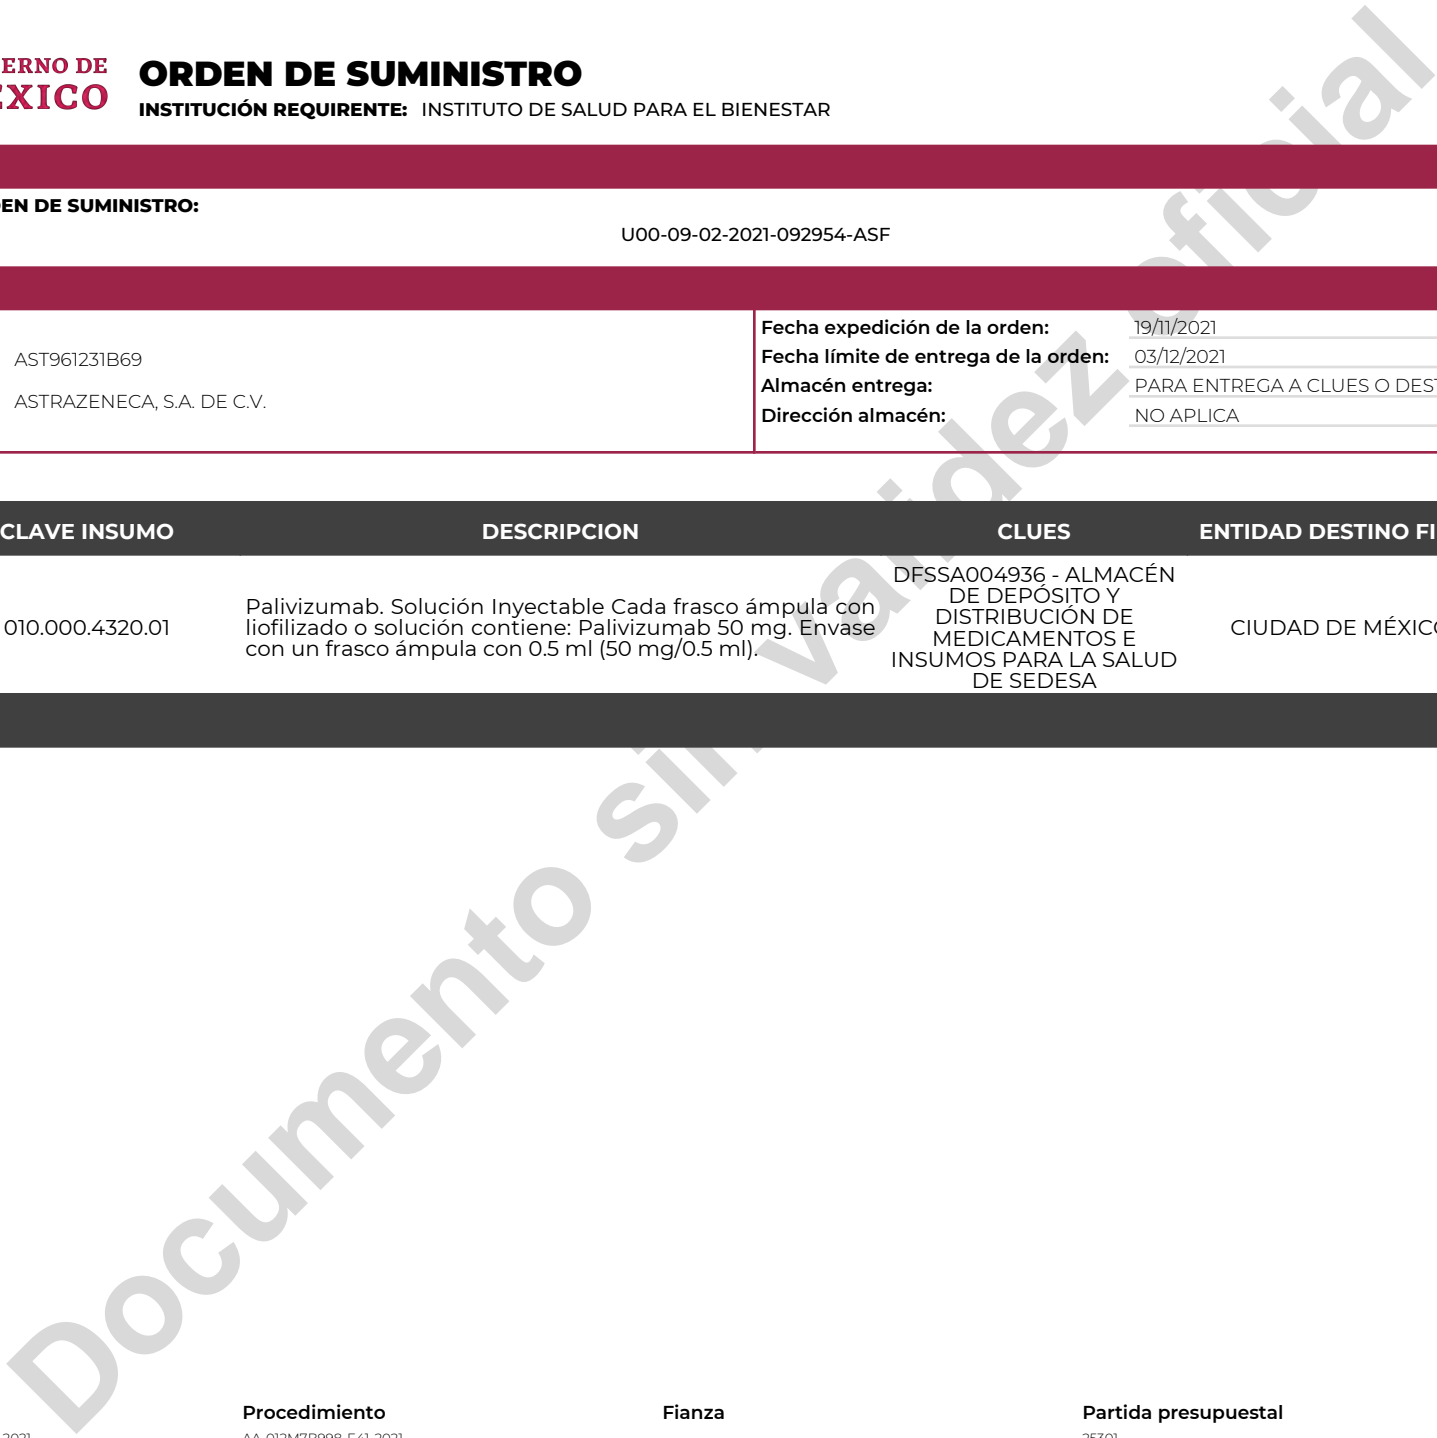 ERNO DE
ÉXICO
ORDEN DE SUMINISTRO
INSTITUCIÓN REQUIRENTE: INSTITUTO DE SALUD PARA EL BIENESTAR
EN DE SUMINISTRO:
U00-09-02-2021-092954-ASF
AST961231B69
ASTRAZENECA, S.A. DE C.V.
Fecha expedición de la orden: 19/11/2021
Fecha límite de entrega de la orden: 03/12/2021
Almacén entrega: PARA ENTREGA A CLUES O DEST
Dirección almacén: NO APLICA
CLAVE INSUMO DESCRIPCION CLUES ENTIDAD DESTINO FI
010.000.4320.01
Palivizumab. Solución Inyectable Cada frasco ámpula con
liofilizado o solución contiene: Palivizumab 50 mg. Envase
con un frasco ámpula con 0.5 ml (50 mg/0.5 ml).
DFSSA004936 - ALMACÉN
DE DEPÓSITO Y
DISTRIBUCIÓN DE
MEDICAMENTOS E
INSUMOS PARA LA SALUD
DE SEDESA
CIUDAD DE MÉXICO
Documento sin validez oficial
Procedimiento Fianza Partida presupuestal